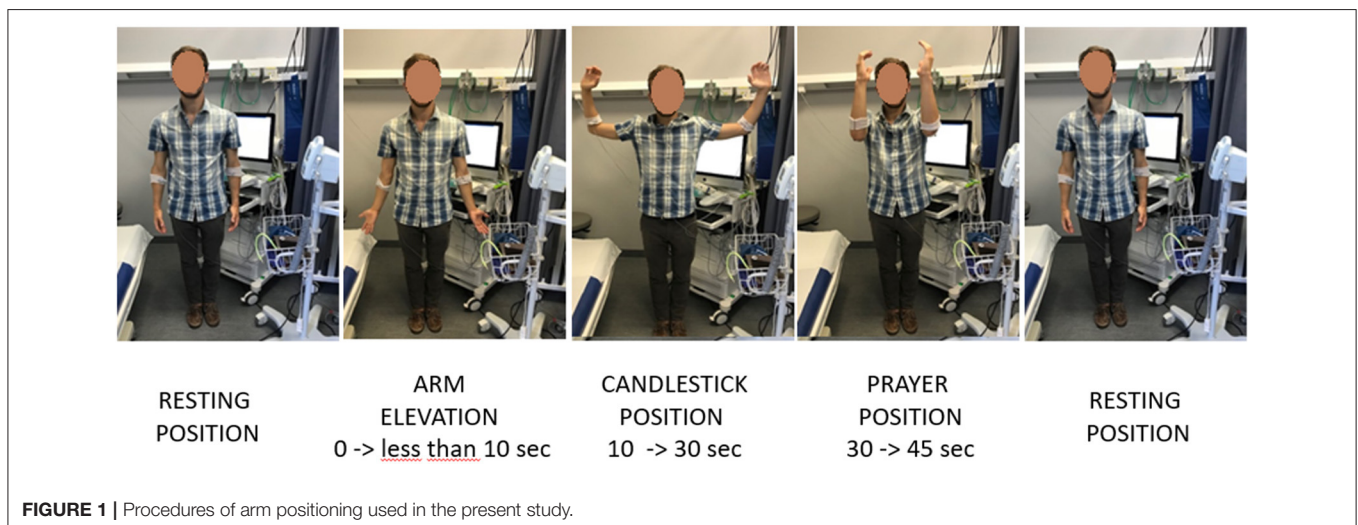 RESTING
POSITION
ARM
ELEVATION
0 -> less than 10 sec
CANDLESTICK
POSITION
10 -> 30 sec
PRAYER
POSITION
30 -> 45 sec
RESTING
POSITION
FIGURE 1 | Procedures of arm positioning used in the present study.